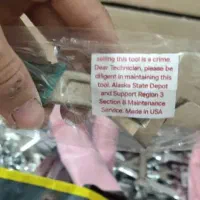 selling this tool is a crime
Dear Technician, please be
diligent in maintaining this
tool. Alaska State Depot
and Support Region 3
Section 8 Maintenance
Service. Made in USA